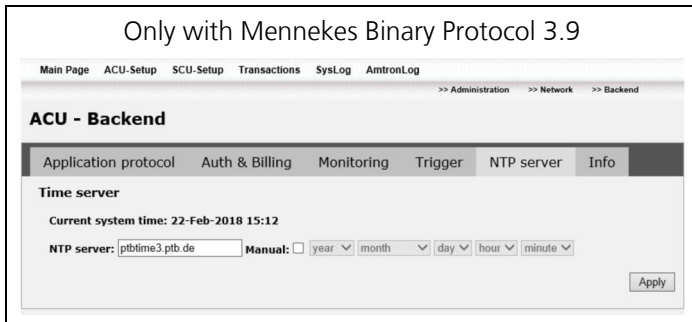 Only with Mennekes Binary Protocol 3.9
Main Page ACU-Setup SCU-Setup Transactions SysLog AmtronLog
>> Administration >> Network >> Backend
ACU - Backend
Application protocol Auth & Billing Monitoring Trigger NTP server Info
Time server
Current system time: 22-Feb-2018 15:12
NTP server: ptbtime3.ptb.de Manual: year month day hour minute
Apply